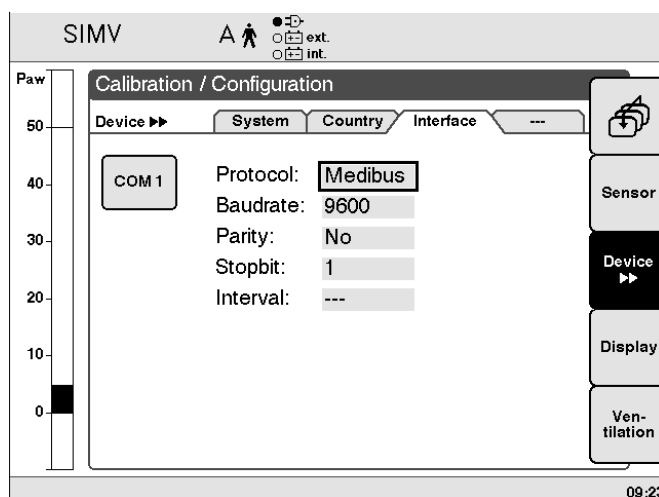 SIMV A ext.
int.
Paw
50
40
30
20
10
0
Calibration / Configuration
Device System Country Interface ---
COM 1
Protocol: Medibus
Baudrate: 9600
Parity: No
Stopbit: 1
Interval: ---
Sensor
Device
Display
Ven-
tilation